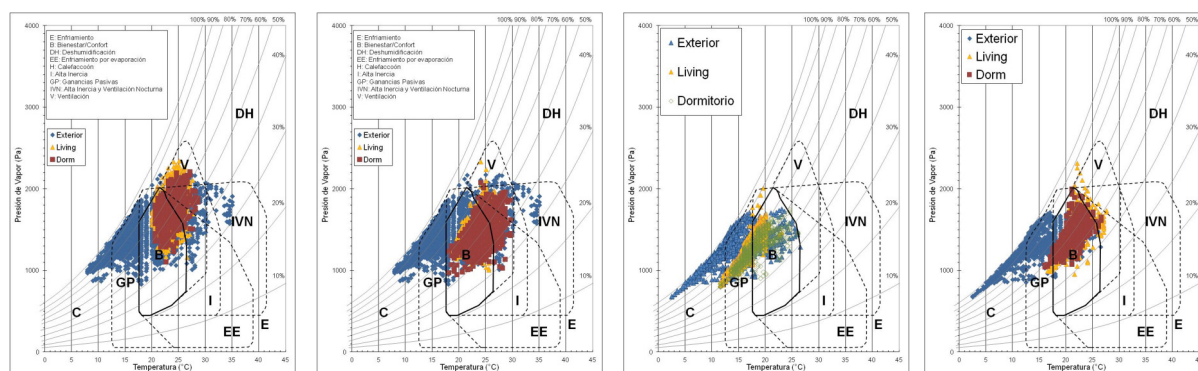 100% 90% 80% 70% 60% 50%
E: Enfriamiento
B: Bienestar/Confort
DH: Deshumidificación
EE: Enfriamiento por evaporación
H: Calefacción
I: Alta Inercia
GP: Ganancias Pasivas
IVN: Alta Inercia y Ventilación Nocturna
V: Ventilación
40%
30%
20%
10%
Exterior
Living
Dorm
DH
V
IVN
B
GP
I
C
EE
E
Presión de Vapor (Pa)
4000
3000
2000
1000
0
0 5 10 15 20 25 30 35 40 45
Temperatura (°C)
100% 90% 80% 70% 60% 50%
E: Enfriamiento
B: Bienestar/Confort
DH: Deshumidificación
EE: Enfriamiento por evaporación
H: Calefacción
I: Alta Inercia
GP: Ganancias Pasivas
IVN: Alta Inercia y Ventilación Nocturna
V: Ventilación
40%
30%
20%
10%
Exterior
Living
Dorm
DH
V
IVN
B
GP
I
C
EE
E
Presión de Vapor (Pa)
4000
3000
2000
1000
0
0 5 10 15 20 25 30 35 40 45
Temperatura (°C)
100% 90% 80% 70% 60% 50%
Exterior
Living
Dormitorio
40%
30%
20%
10%
DH
V
IVN
B
GP
I
C
EE
E
Presión de Vapor (Pa)
4000
3000
2000
1000
0
0 5 10 15 20 25 30 35 40 45
Temperatura (°C)
100% 90% 80% 70% 60% 50%
Exterior
Living
Dorm
40%
30%
20%
10%
DH
V
IVN
B
GP
I
C
EE
E
Presión de Vapor (Pa)
4000
3000
2000
1000
0
0 5 10 15 20 25 30 35 40 45
Temperatura (°C)